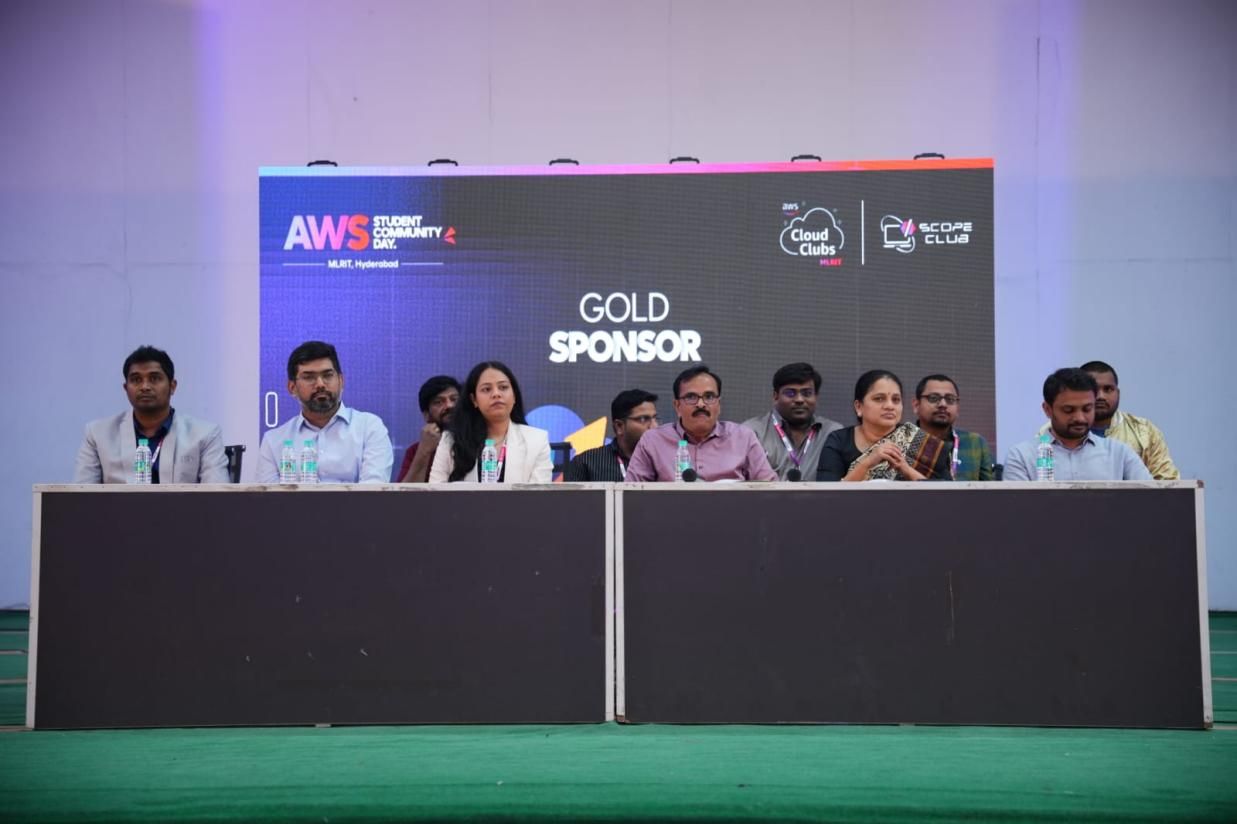 AWS STUDENT
COMMUNITY
DAY.
MLRIT, Hyderabad
aws
Cloud
Clubs
MLRIT
SCOPE
CLUB
GOLD
SPONSOR